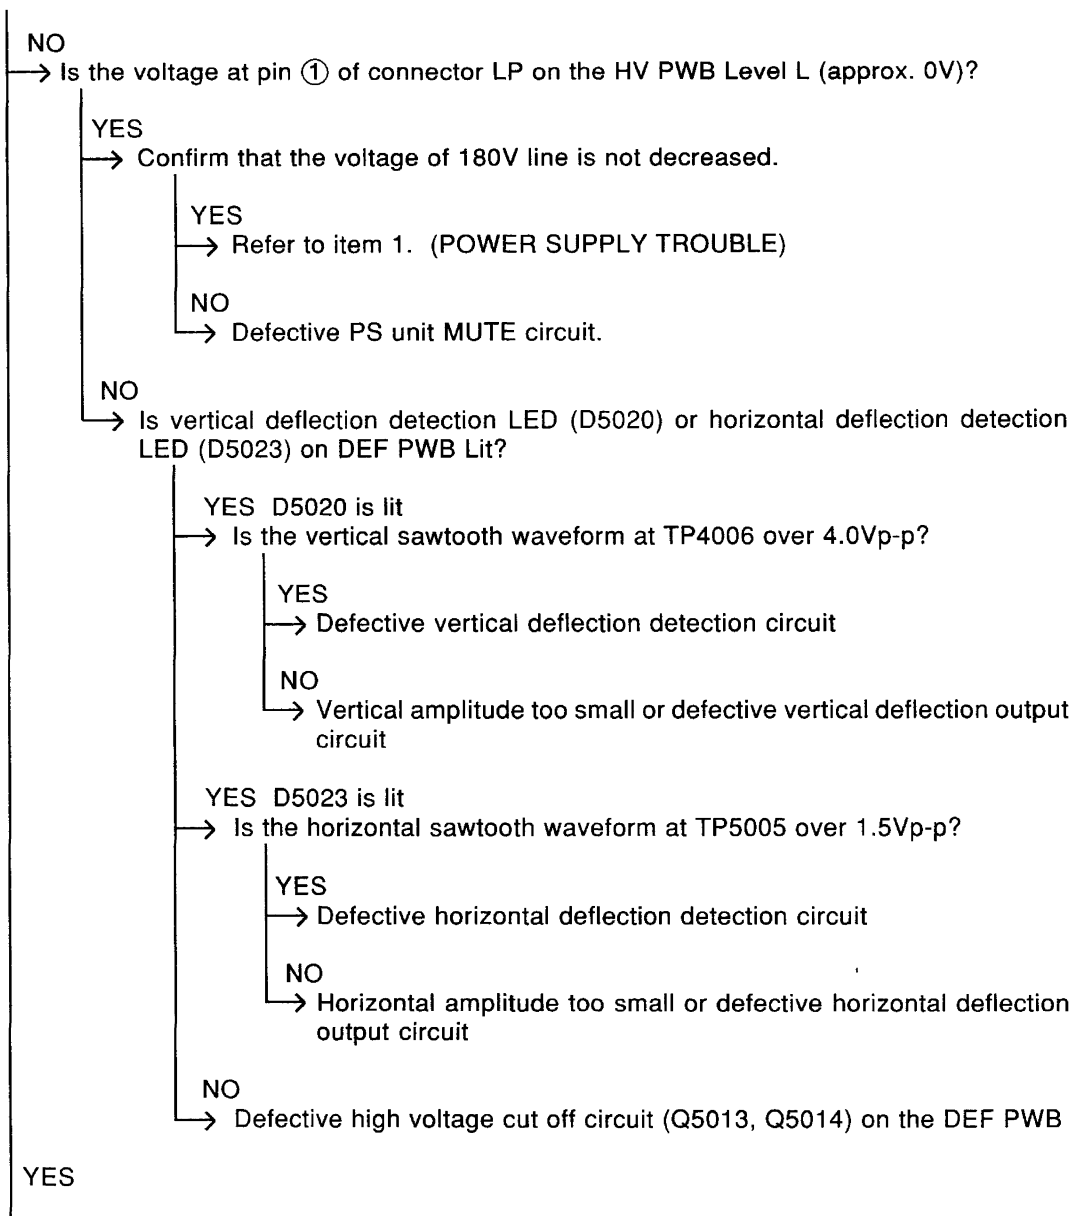 NO
Is the voltage at pin ① of connector LP on the HV PWB Level L (approx. 0V)?
YES
Confirm that the voltage of 180V line is not decreased.
YES
Refer to item 1. (POWER SUPPLY TROUBLE)
NO
Defective PS unit MUTE circuit.
NO
Is vertical deflection detection LED (D5020) or horizontal deflection detection
LED (D5023) on DEF PWB Lit?
YES D5020 is lit
Is the vertical sawtooth waveform at TP4006 over 4.0Vp-p?
YES
Defective vertical deflection detection circuit
NO
Vertical amplitude too small or defective vertical deflection output
circuit
YES D5023 is lit
Is the horizontal sawtooth waveform at TP5005 over 1.5Vp-p?
YES
Defective horizontal deflection detection circuit
NO
Horizontal amplitude too small or defective horizontal deflection
output circuit
NO
Defective high voltage cut off circuit (Q5013, Q5014) on the DEF PWB
YES